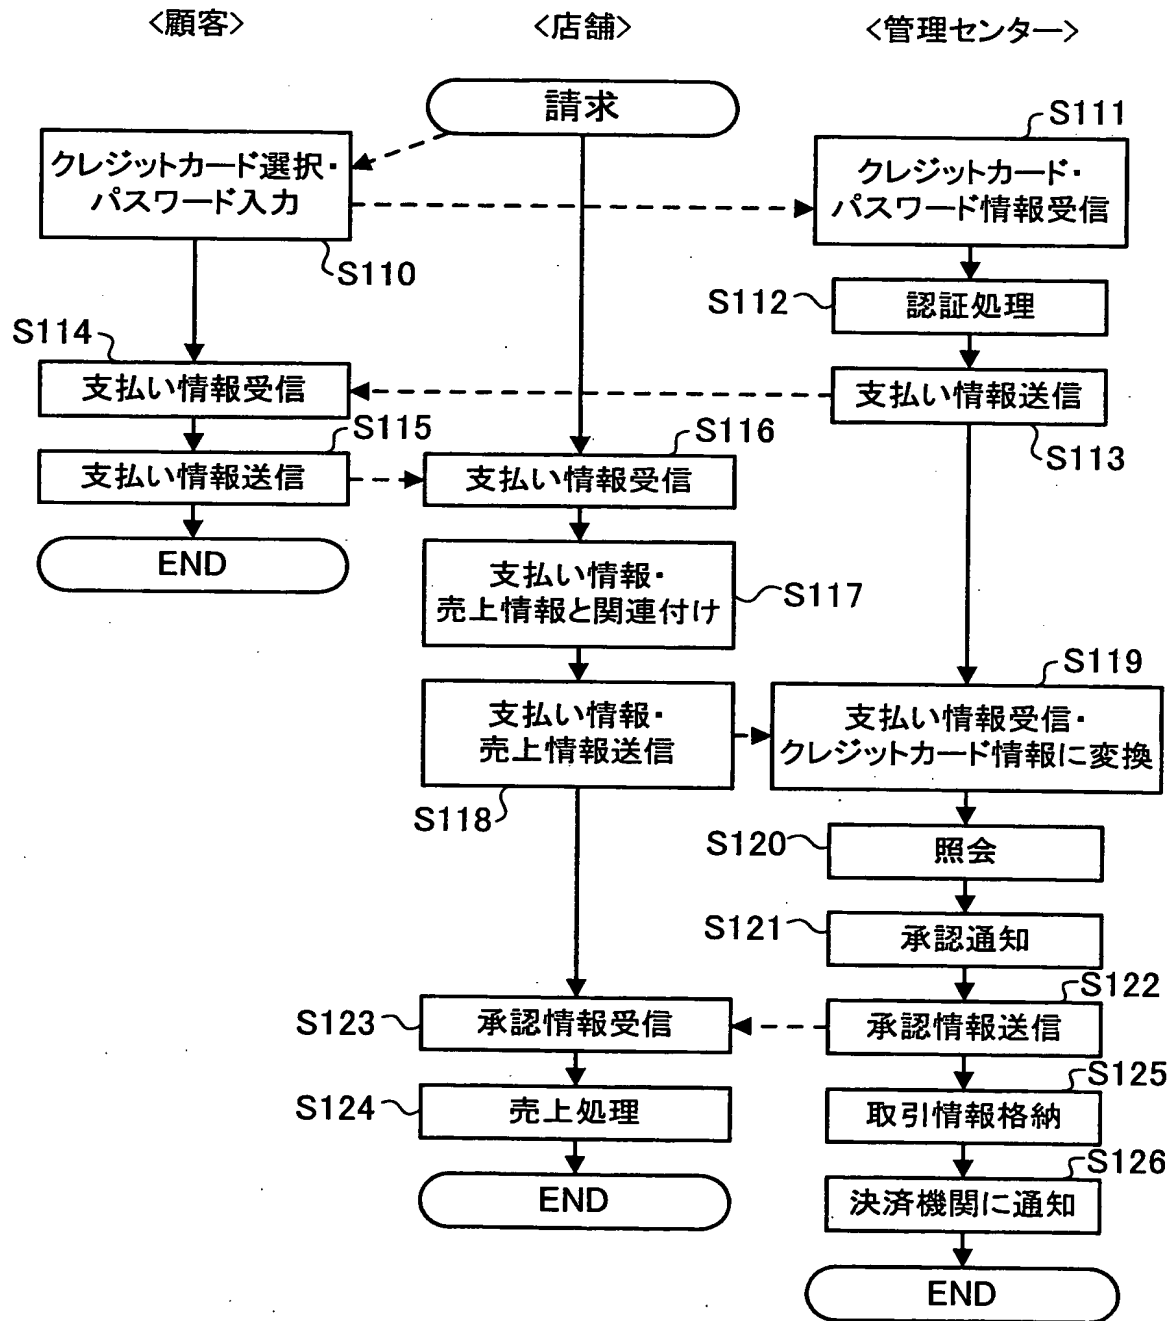 <顧客>
<店舗>
<管理センター>
請求
S111
クレジットカード選択・
パスワード入力
クレジットカード・
パスワード情報受信
S110
S112
認証処理
S114
支払い情報受信
支払い情報送信
S113
S115
支払い情報送信
S116
支払い情報受信
END
支払い情報・
売上情報と関連付け
S117
S119
支払い情報・
売上情報送信
支払い情報受信・
クレジットカード情報に変換
S118
S120
照会
S121
承認通知
S122
S123
承認情報受信
承認情報送信
S125
S124
売上処理
取引情報格納
S126
END
決済機関に通知
END